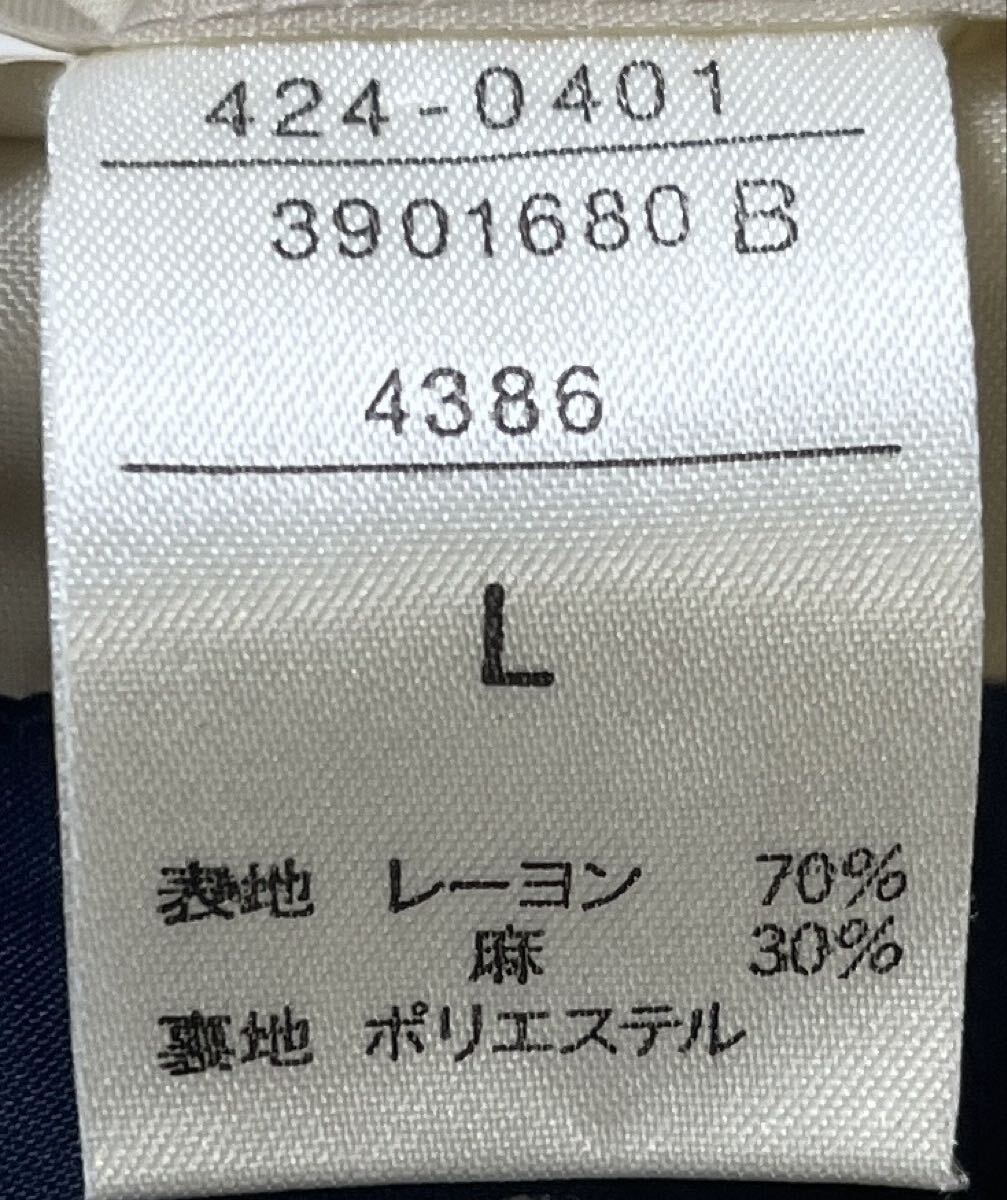 424-0401
3901680 B
4386
L
表地 レーヨン 70%
麻 30%
裏地 ポリエステル